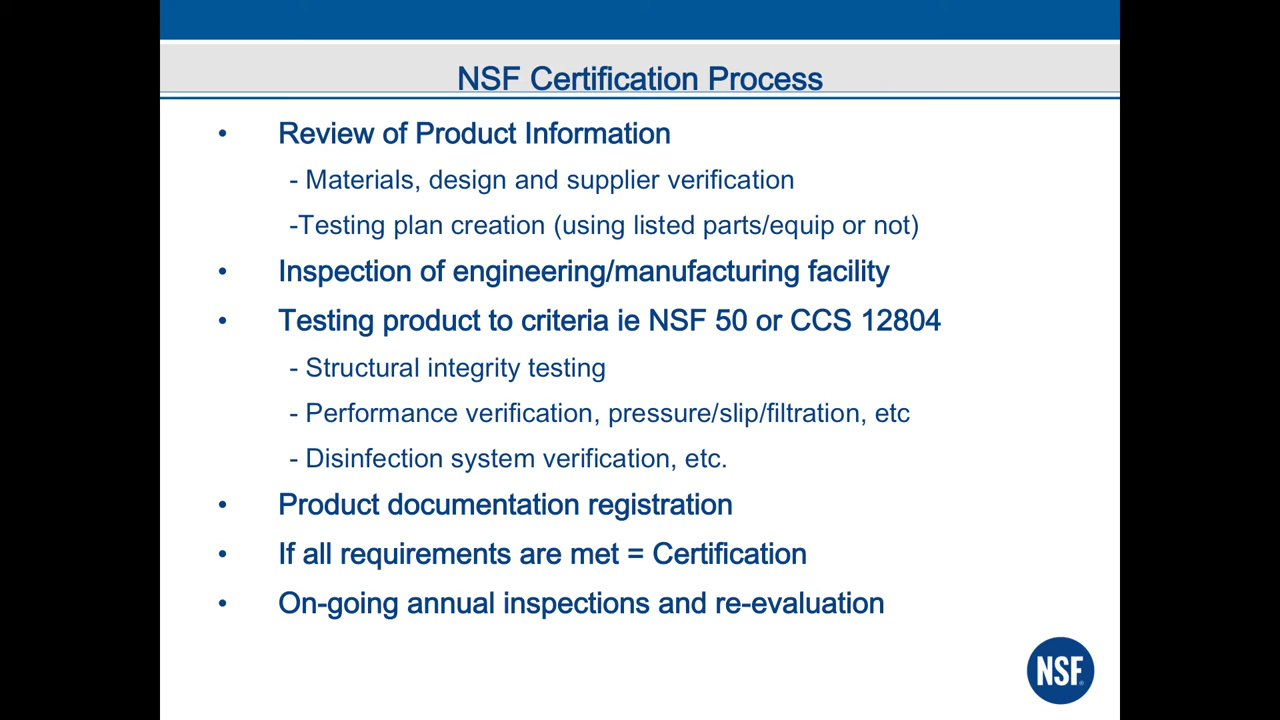 NSF Certification Process
• Review of Product Information
- Materials, design and supplier verification
-Testing plan creation (using listed parts/equip or not)
• Inspection of engineering/manufacturing facility
• Testing product to criteria ie NSF 50 or CCS 12804
- Structural integrity testing
- Performance verification, pressure/slip/filtration, etc
- Disinfection system verification, etc.
• Product documentation registration
• If all requirements are met = Certification
• On-going annual inspections and re-evaluation
NSF®